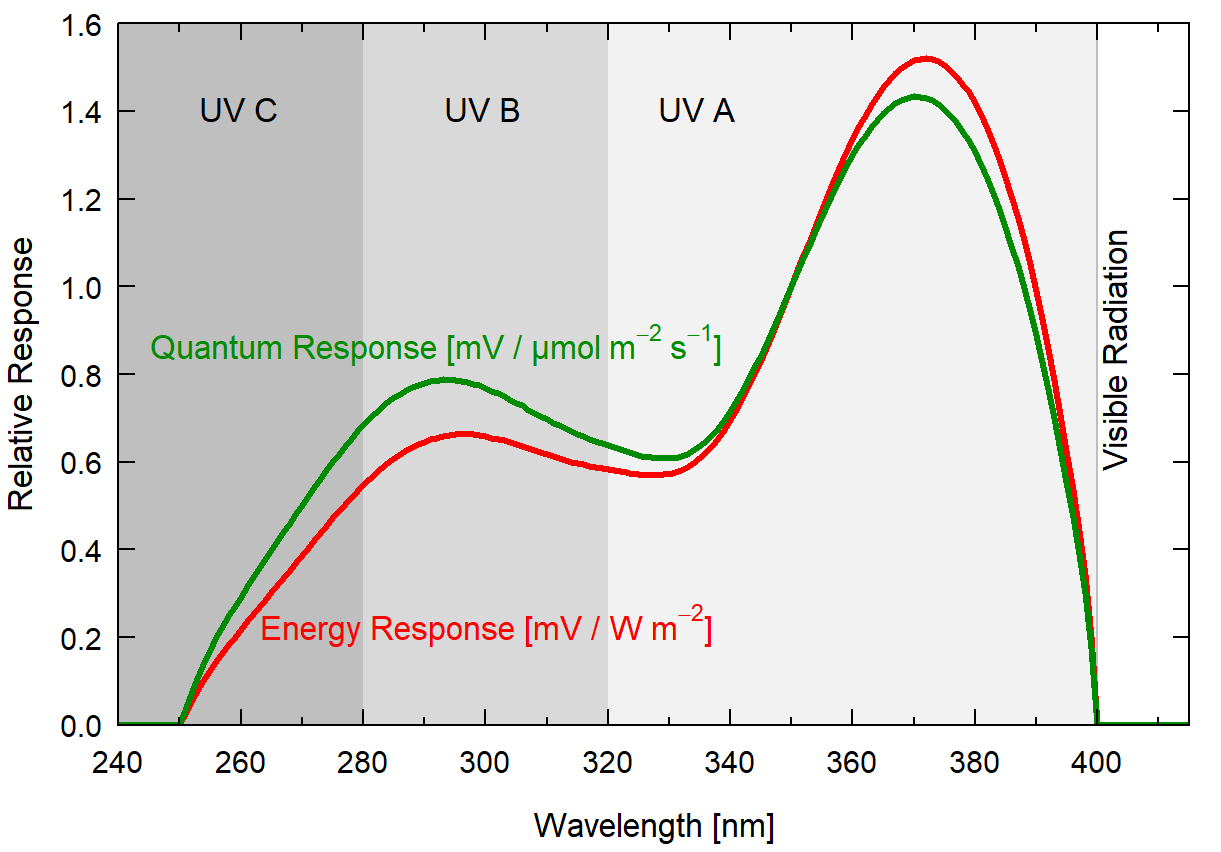 1.6
1.4
1.2
1.0
0.8
0.6
0.4
0.2
0.0
Relative Response
UV C
UV B
UV A
Quantum Response [mV / µmol m⁻² s⁻¹]
Energy Response [mV / W m⁻²]
Visible Radiation
240 260 280 300 320 340 360 380 400
Wavelength [nm]